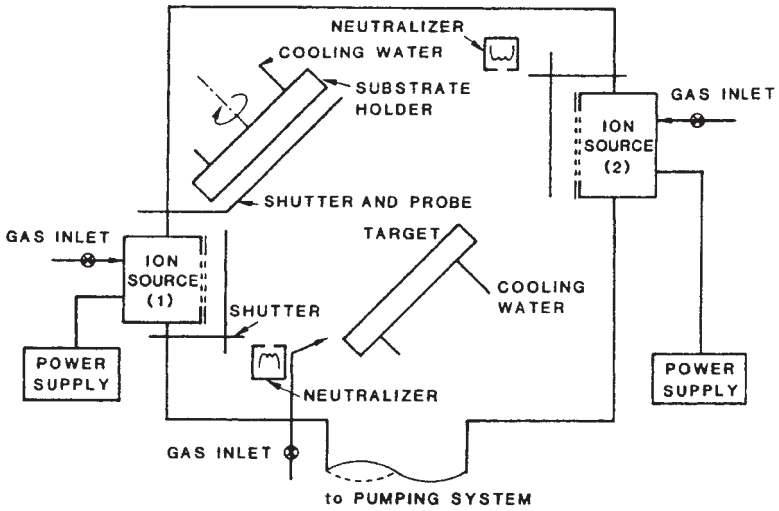 NEUTRALIZER
COOLING WATER
SUBSTRATE
HOLDER
GAS INLET
ION
SOURCE
(2)
SHUTTER AND PROBE
GAS INLET
TARGET
ION
SOURCE
(1)
COOLING
WATER
SHUTTER
POWER
SUPPLY
POWER
SUPPLY
NEUTRALIZER
GAS INLET
to PUMPING SYSTEM